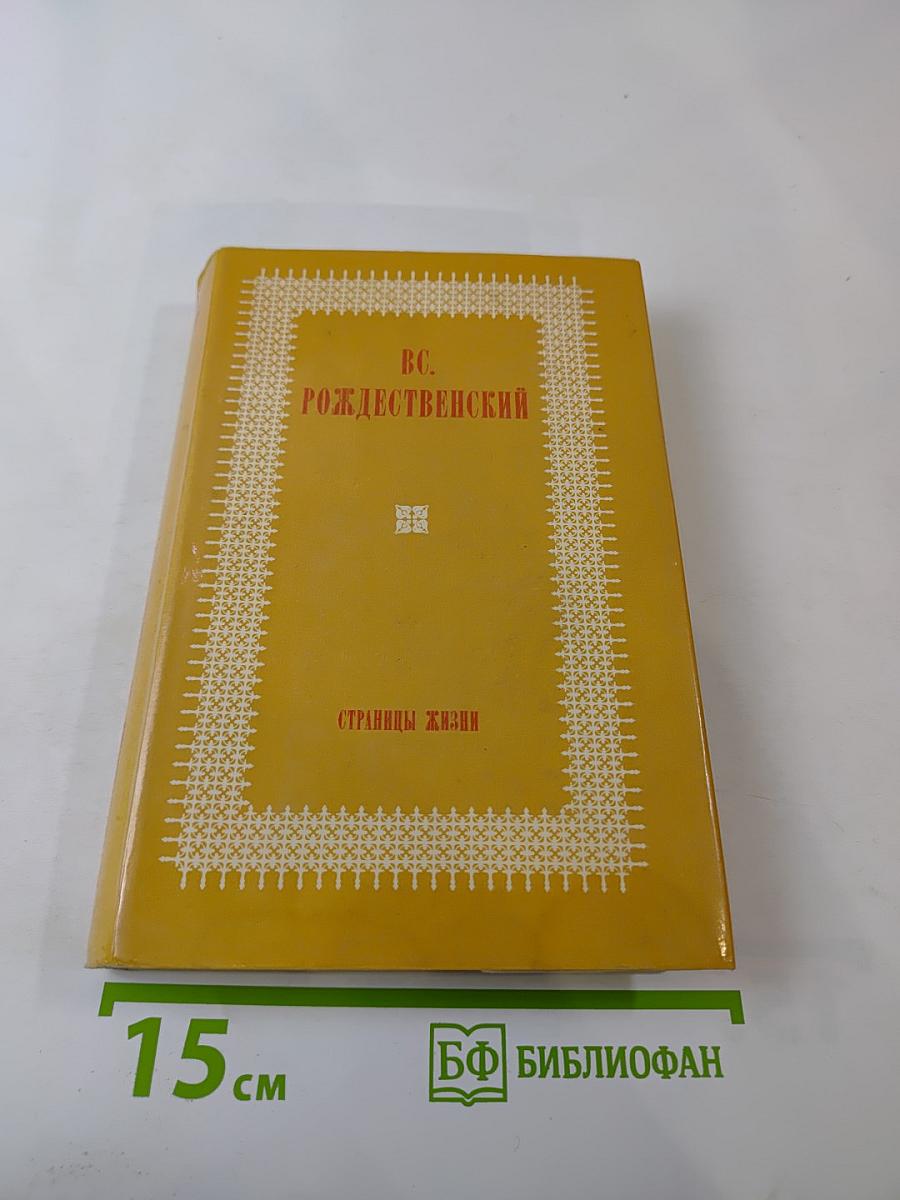 ВС.
РОЖДЕСТВЕНСКИЙ
СТРАНИЦЫ ЖИЗНИ
15 см
БФ БИБЛИОФАН